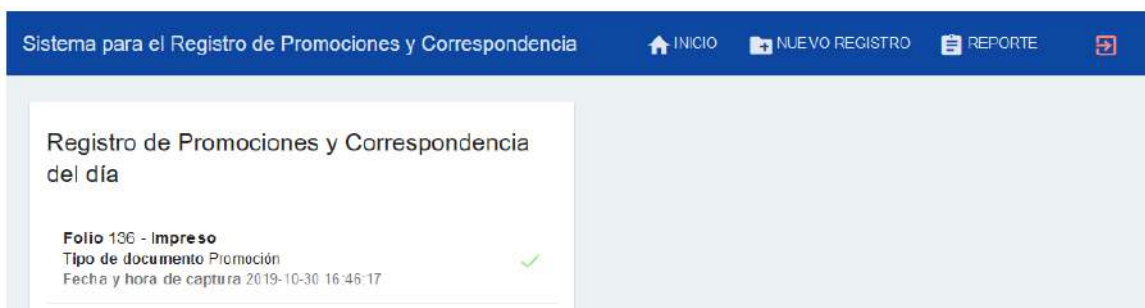 Sistema para el Registro de Promociones y Correspondencia
INICIO
NUEVO REGISTRO
REPORTE
Registro de Promociones y Correspondencia
del día
Folio 136 - Impreso
Tipo de documento Promoción
Fecha y hora de captura 2019-10-30 16:46:17